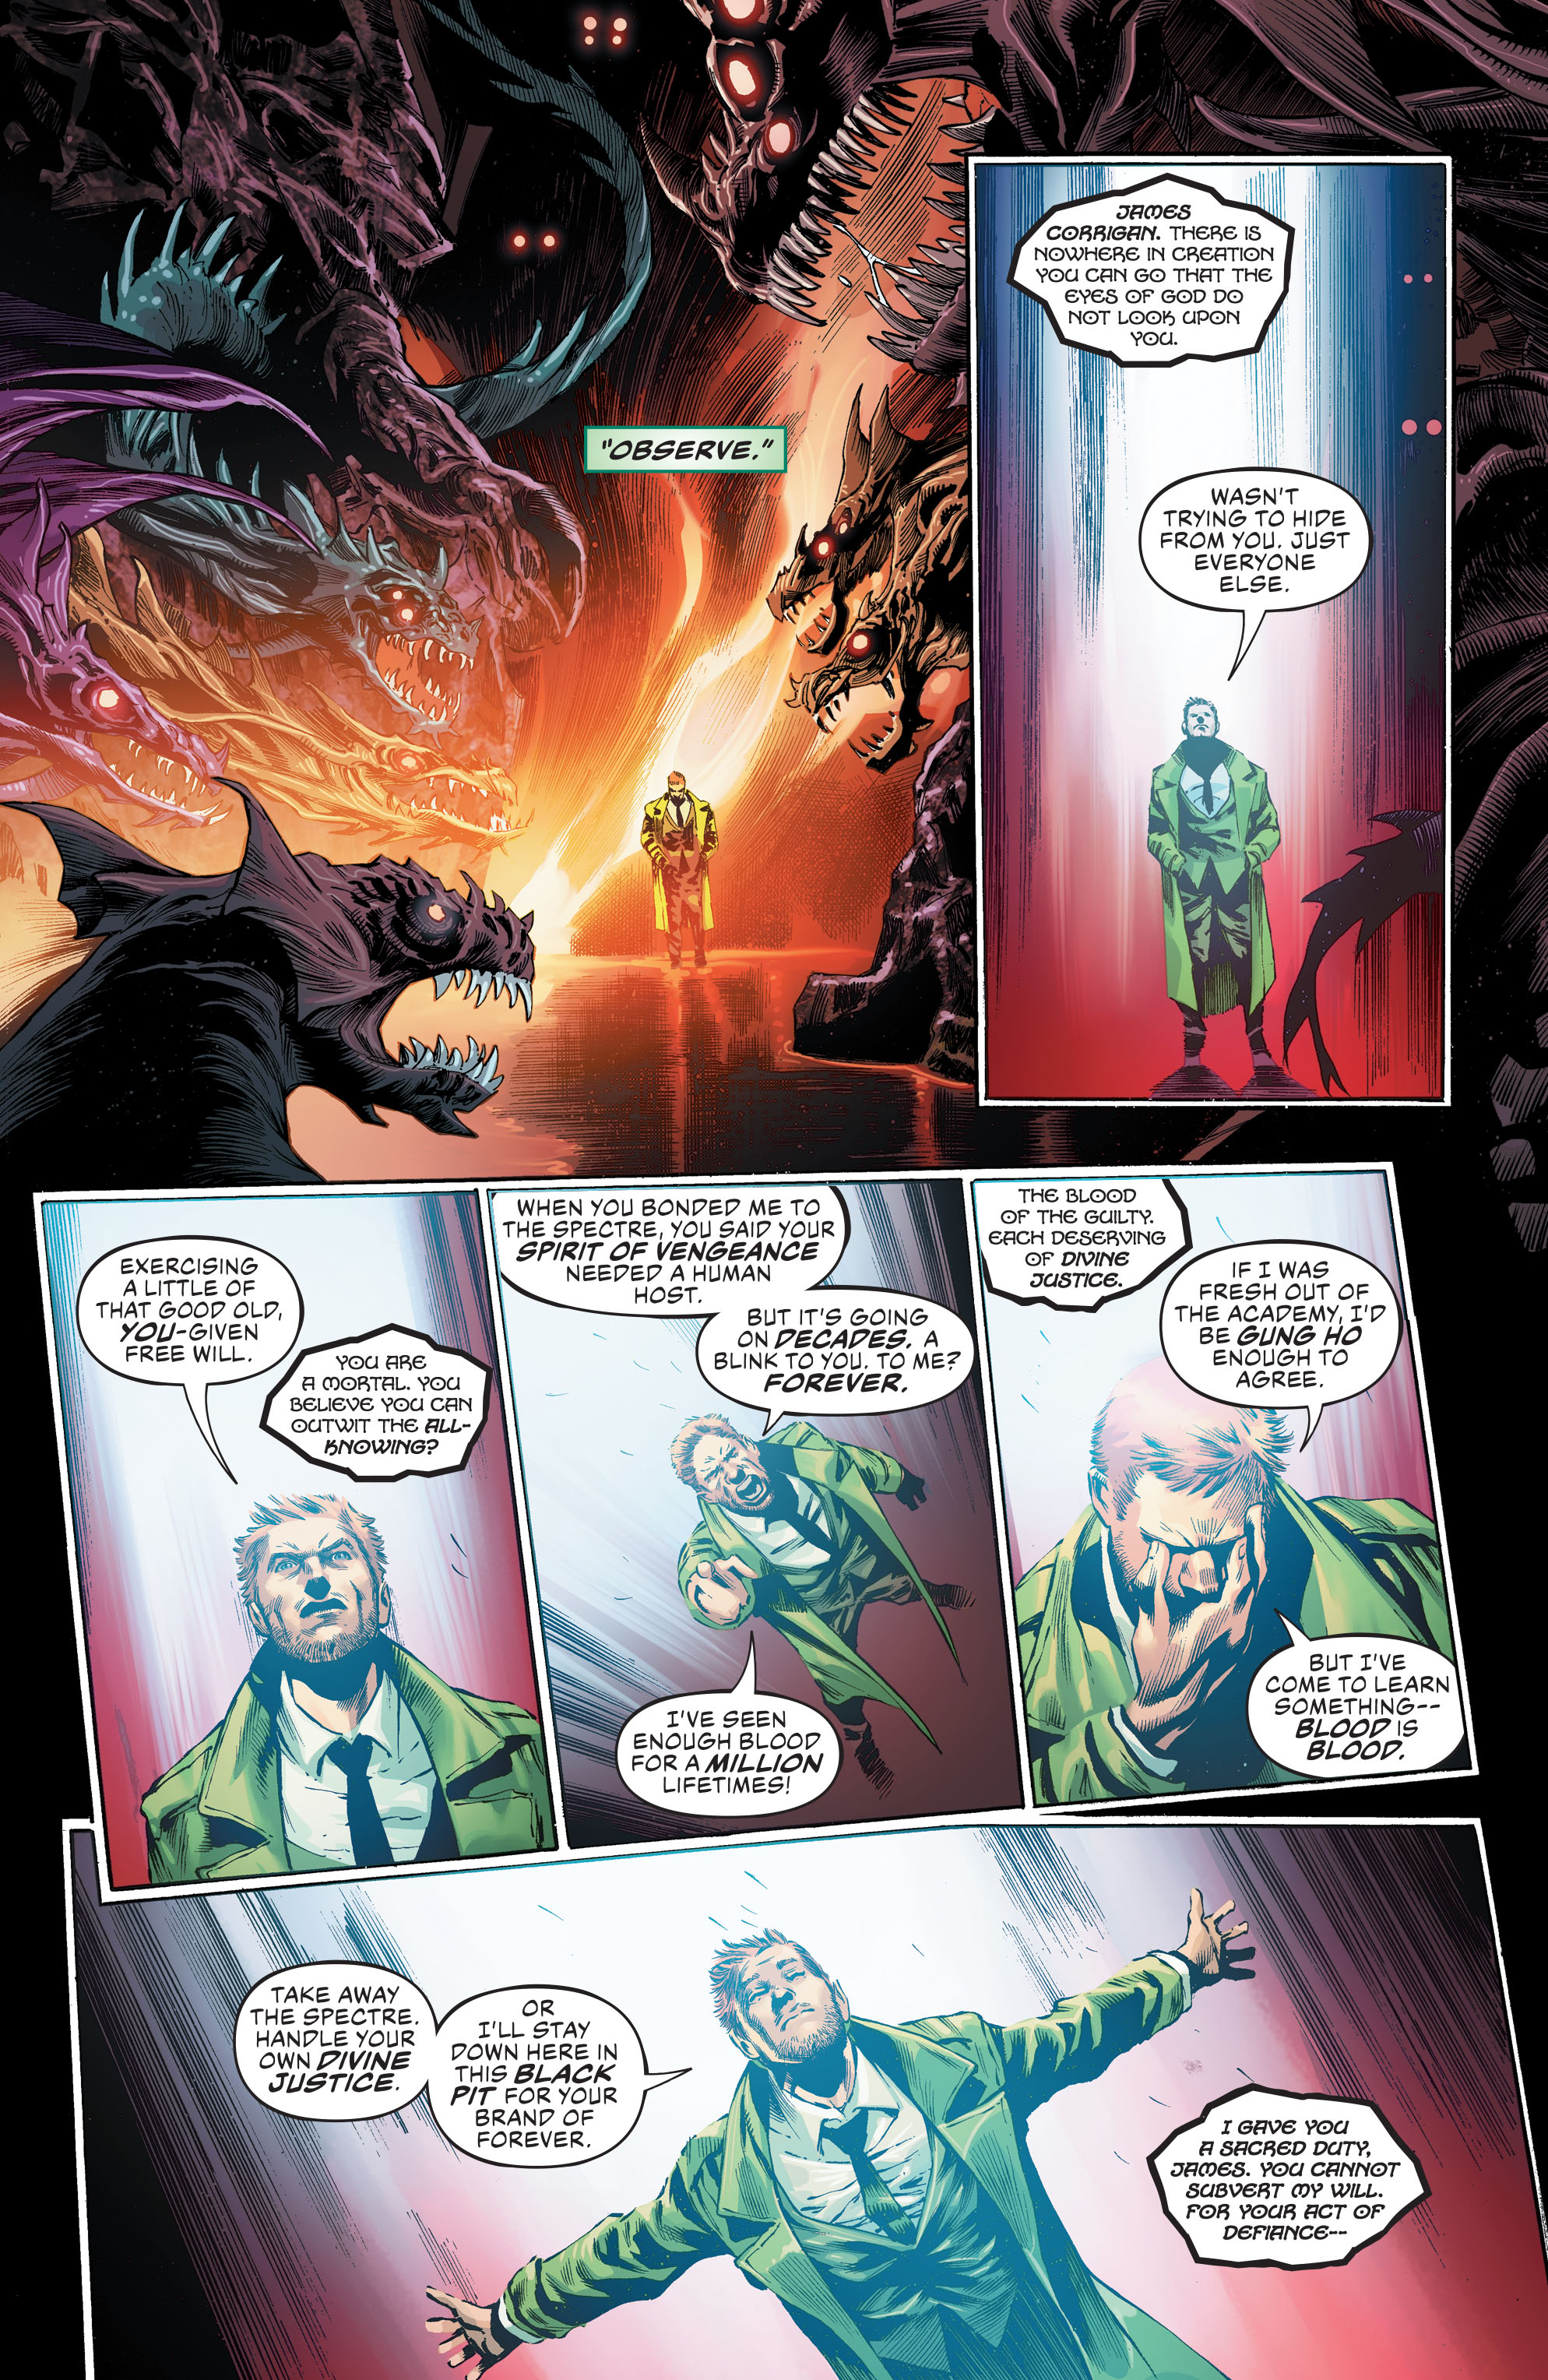 "OBSERVE."
JAMES
CORRIGAN. THERE IS
NOWHERE IN CREATION
YOU CAN GO THAT THE
EYES OF GOD DO
NOT LOOK UPON
YOU.
WASN'T
TRYING TO HIDE
FROM YOU. JUST
EVERYONE
ELSE.
EXERCISING
A LITTLE OF
THAT GOOD OLD,
YOU-GIVEN
FREE WILL.
YOU ARE
A MORTAL. YOU
BELIEVE YOU CAN
OUTWIT THE ALL-
KNOWING?
WHEN YOU BONDED ME TO
THE SPECTRE, YOU SAID YOUR
SPIRIT OF VENGEANCE
NEEDED A HUMAN
HOST.
BUT IT'S GOING
ON DECADES. A
BLINK TO YOU. TO ME?
FOREVER.
I'VE SEEN
ENOUGH BLOOD
FOR A MILLION
LIFETIMES!
THE BLOOD
OF THE GUILTY.
EACH DESERVING
OF DIVINE
JUSTICE.
IF I WAS
FRESH OUT OF
THE ACADEMY, I'D
BE GUNG HO
ENOUGH TO
AGREE.
BUT I'VE
COME TO LEARN
SOMETHING--
BLOOD IS
BLOOD.
TAKE AWAY
THE SPECTRE.
HANDLE YOUR
OWN DIVINE
JUSTICE.
OR
I'LL STAY
DOWN HERE IN
THIS BLACK
PIT FOR YOUR
BRAND OF
FOREVER.
I GAVE YOU
A SACRED DUTY,
JAMES. YOU CANNOT
SUBVERT MY WILL.
FOR YOUR ACT OF
DEFIANCE--